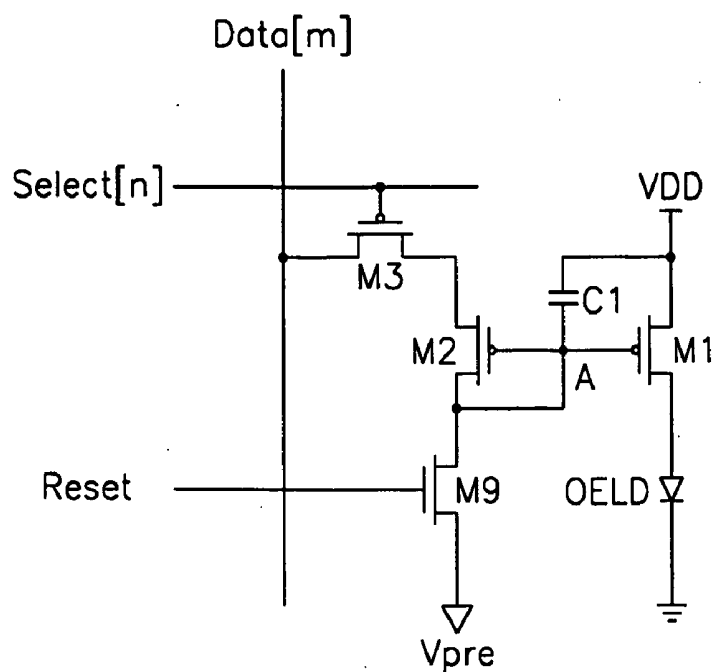 Data[m]
Select[n]
VDD
M3
C1
M2
M1
A
Reset
M9
OELD
Vpre